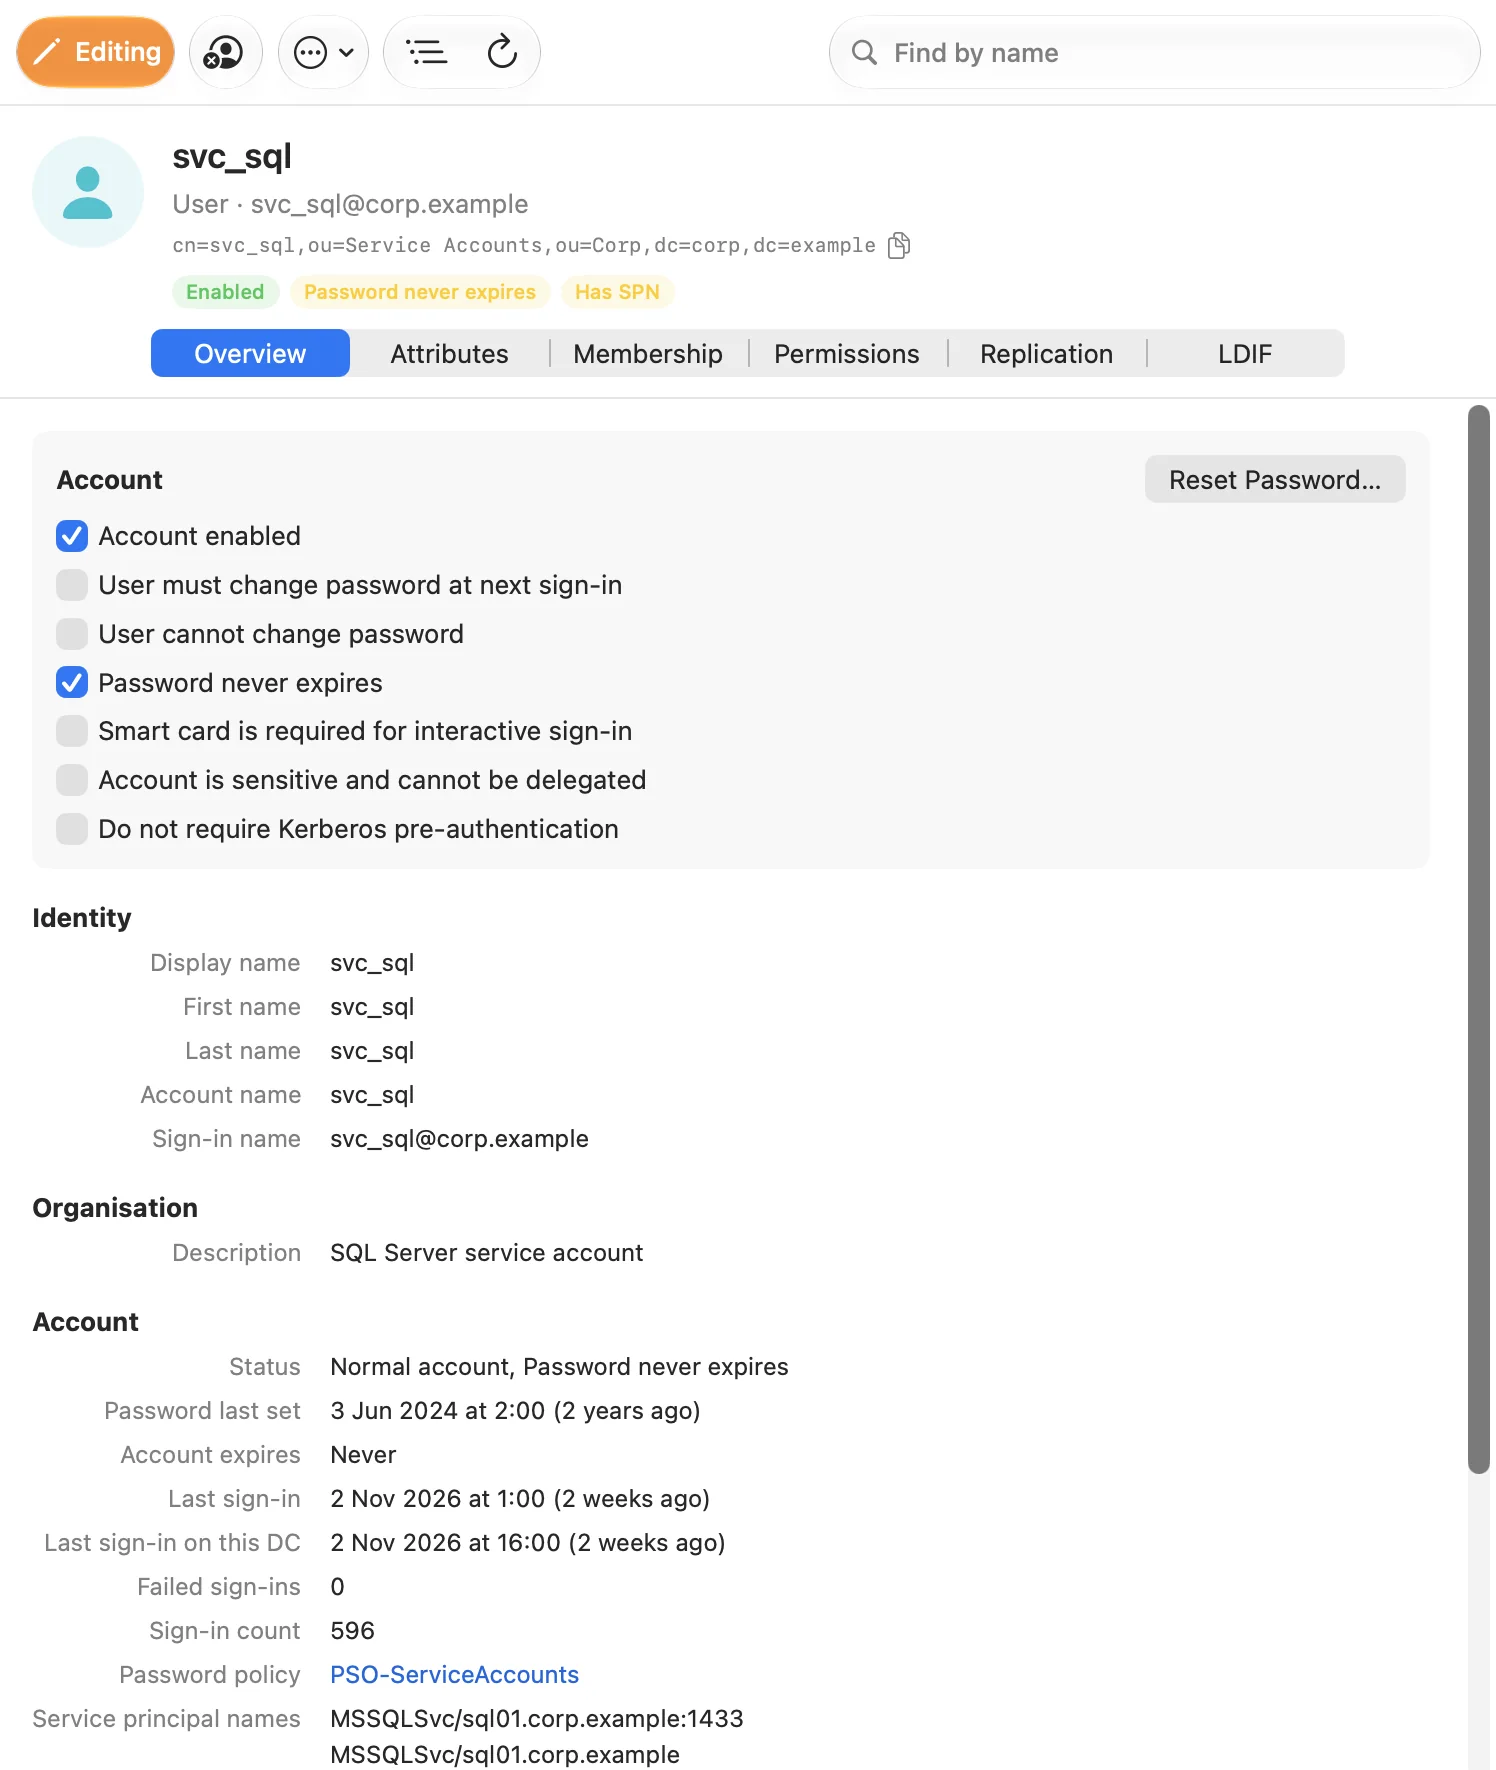 Editing
Find by name
svc_sql
User · svc_sql@corp.example
cn=svc_sql,ou=Service Accounts,ou=Corp,dc=corp,dc=example
Enabled Password never expires Has SPN
Overview Attributes Membership Permissions Replication LDIF
Account
Reset Password...
Account enabled
User must change password at next sign-in
User cannot change password
Password never expires
Smart card is required for interactive sign-in
Account is sensitive and cannot be delegated
Do not require Kerberos pre-authentication
Identity
Display name svc_sql
First name svc_sql
Last name svc_sql
Account name svc_sql
Sign-in name svc_sql@corp.example
Organisation
Description SQL Server service account
Account
Status Normal account, Password never expires
Password last set 3 Jun 2024 at 2:00 (2 years ago)
Account expires Never
Last sign-in 2 Nov 2026 at 1:00 (2 weeks ago)
Last sign-in on this DC 2 Nov 2026 at 16:00 (2 weeks ago)
Failed sign-ins 0
Sign-in count 596
Password policy PSO-ServiceAccounts
Service principal names MSSQLSvc/sql01.corp.example:1433
MSSQLSvc/sql01.corp.example